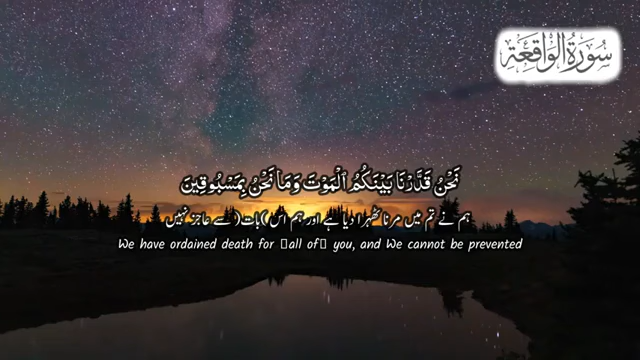 سُورَةُ الْوَاقِعَة
نَحْنُ قَدَّرْنَا بَيْنَكُمُ ٱلْمَوْتَ وَمَا نَحْنُ بِمَسْبُوقِينَ
ہم نے تم میں مرنا ٹھہرا دیا ہے اور ہم اس )بات( سے عاجز نہیں
We have ordained death for ▯all of▯ you, and We cannot be prevented